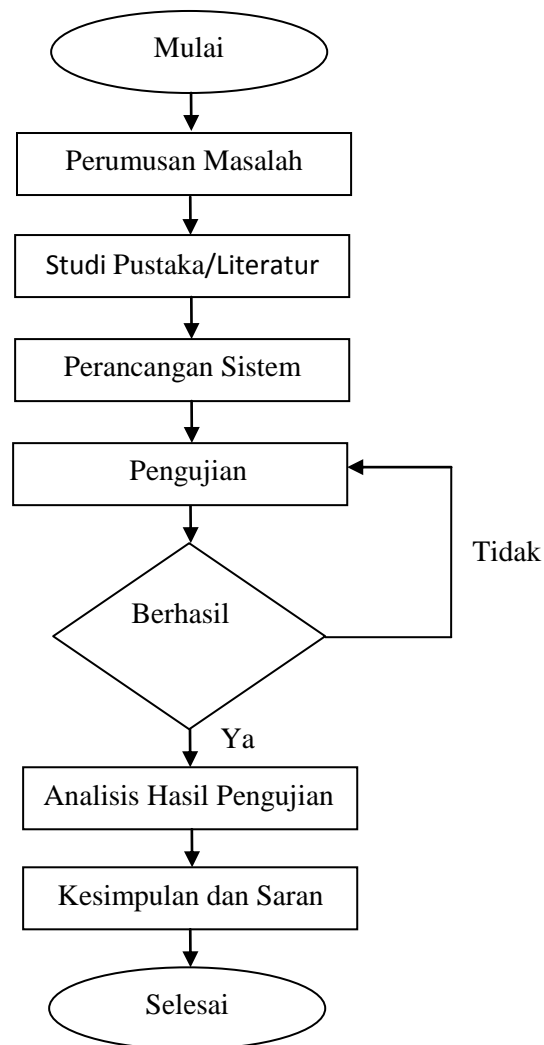 Mulai
Perumusan Masalah
Studi Pustaka/Literatur
Perancangan Sistem
Pengujian
Tidak
Berhasil
Ya
Analisis Hasil Pengujian
Kesimpulan dan Saran
Selesai